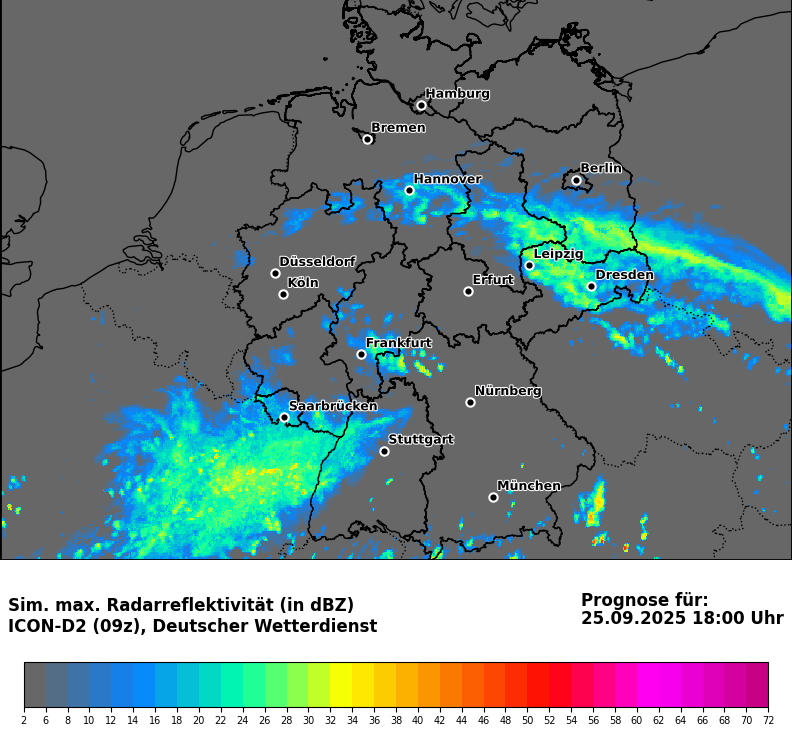 Hamburg
Bremen
Berlin
Hannover
Leipzig
Düsseldorf
Dresden
Köln
Erfurt
Frankfurt
Nürnberg
Saarbrücken
Stuttgart
München
Sim. max. Radarreflektivität (in dBZ)
ICON-D2 (09z), Deutscher Wetterdienst
Prognose für:
25.09.2025 18:00 Uhr
2 6 8 10 12 14 16 18 20 22 24 26 28 30 32 34 36 38 40 42 44 46 48 50 52 54 56 58 60 62 64 66 68 70 72